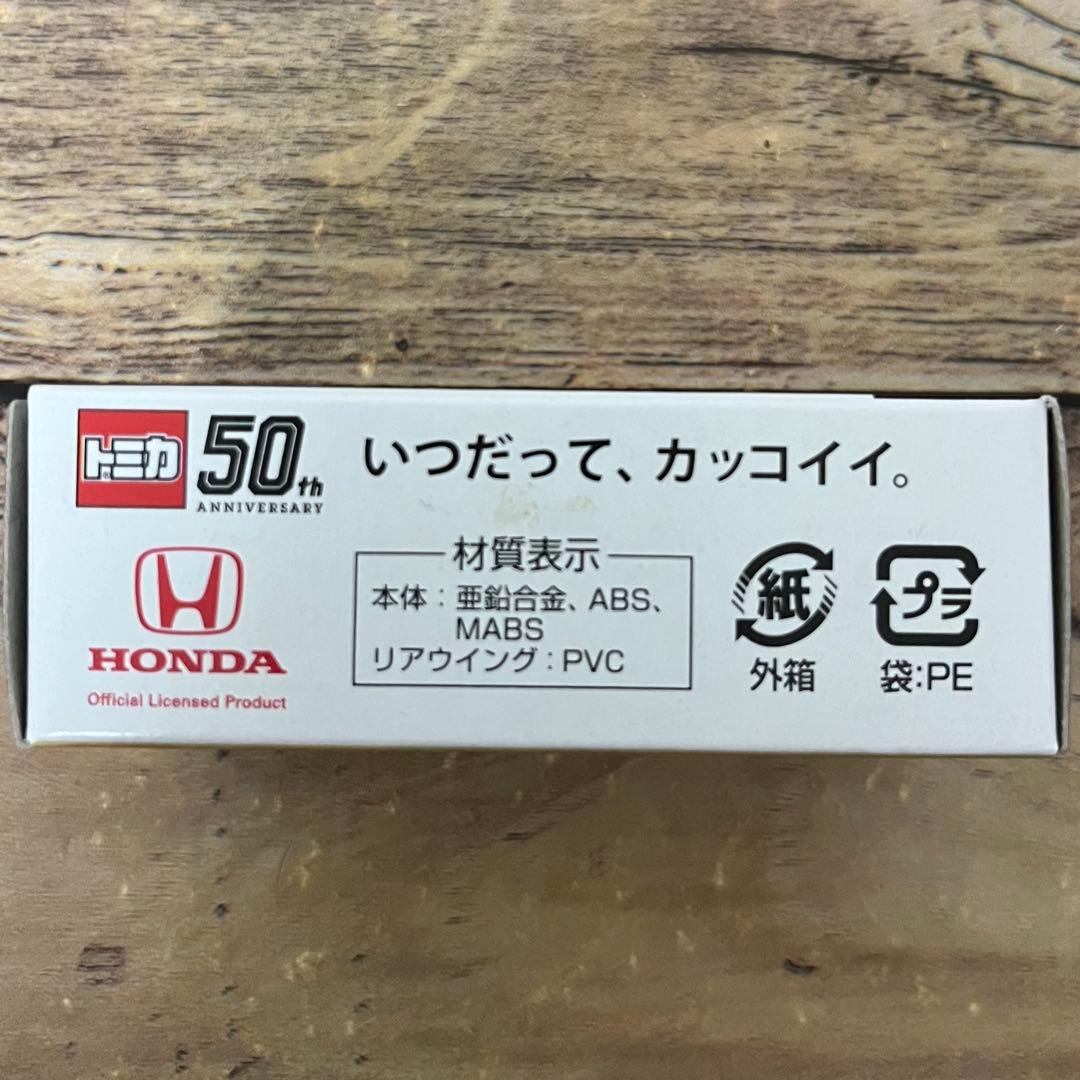 トミカ 50th
ANNIVERSARY
いつだって、カッコイイ。
HONDA
Official Licensed Product
材質表示
本体:亜鉛合金、ABS、
MABS
リアウイング:PVC
紙
外箱
プラ
袋:PE